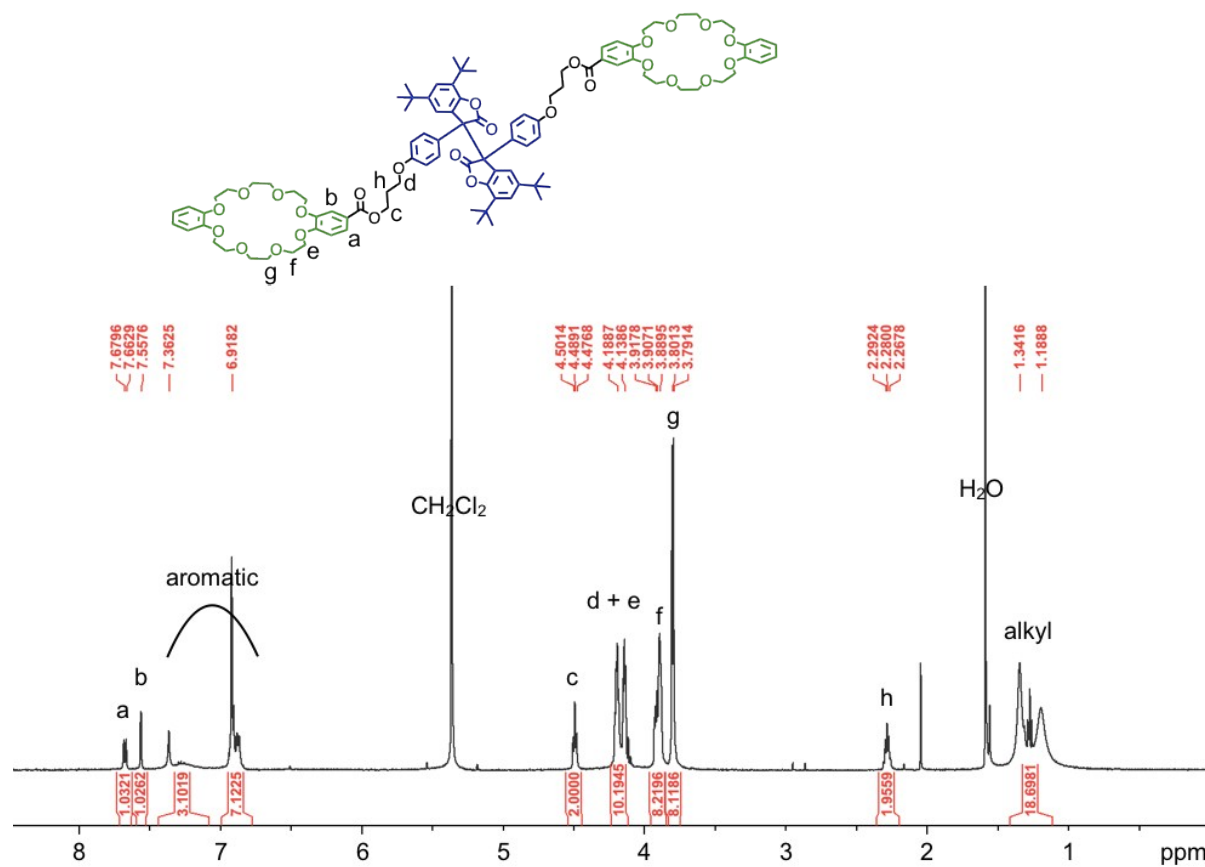 O O O O
O O O O
O O
O
O
O
O
O
O
O
h
d
b
O
O
c
a
e
f
g
7.6796
7.6629
7.5576
7.3625
6.9182
4.5014
4.4891
4.4768
4.1887
4.1386
3.9178
3.9071
3.8895
3.8013
3.7914
2.2924
2.2800
2.2678
1.3416
1.1888
g
CH₂Cl₂
H₂O
aromatic
d + e
f
alkyl
b
a
c
h
1.0321
1.0262
3.1019
7.1225
2.0000
10.1945
8.2196
8.1186
1.9559
18.6981
8 7 6 5 4 3 2 1 ppm